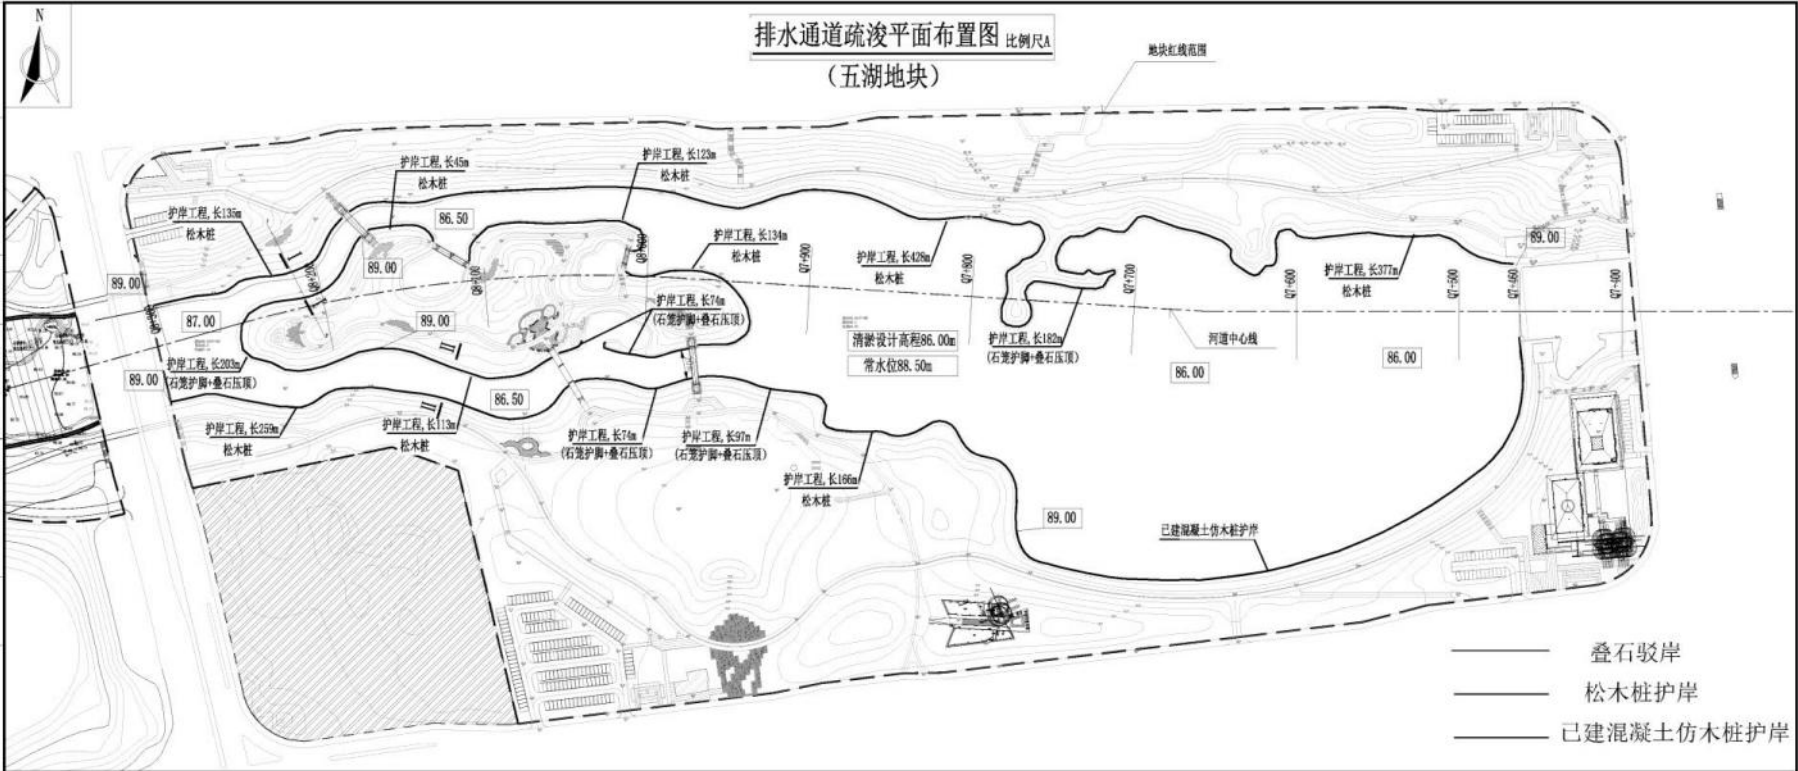 N
排水通道疏浚平面布置图 比例尺A
（五湖地块）
地块红线范围
护岸工程,长45m
松木桩
护岸工程,长123m
松木桩
护岸工程,长135m
松木桩
86.50
护岸工程,长134m
松木桩
护岸工程,长428m
松木桩
护岸工程,长377m
松木桩
89.00
89.00
89.00
87.00
89.00
Q8+200
Q8+100
Q8+000
Q7+900
Q7+800
Q7+700
Q7+600
Q7+500
Q7+460
Q7+400
护岸工程,长74m
(石笼护脚+叠石压顶)
清淤设计高程86.00m
常水位88.50m
护岸工程,长182m
(石笼护脚+叠石压顶)
河道中心线
86.00
86.00
护岸工程,长203m
(石笼护脚+叠石压顶)
89.00
86.50
护岸工程,长259m
松木桩
护岸工程,长113m
松木桩
护岸工程,长74m
(石笼护脚+叠石压顶)
护岸工程,长97m
(石笼护脚+叠石压顶)
护岸工程,长166m
松木桩
89.00
已建混凝土仿木桩护岸
叠石驳岸
松木桩护岸
已建混凝土仿木桩护岸